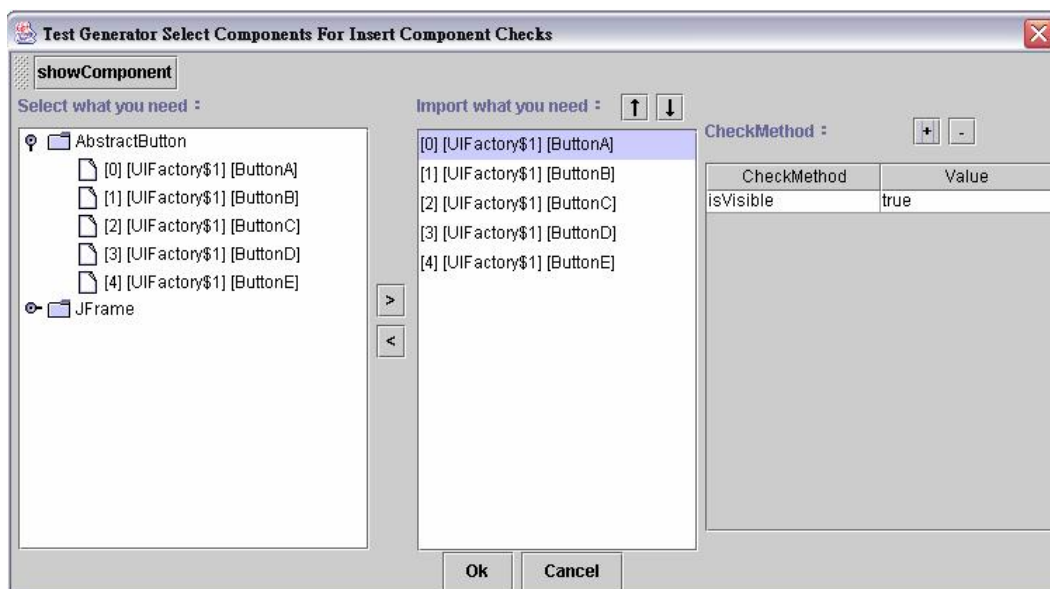 Test Generator Select Components For Insert Component Checks
showComponent
Select what you need :
AbstractButton
[0] [UIFactory$1] [ButtonA]
[1] [UIFactory$1] [ButtonB]
[2] [UIFactory$1] [ButtonC]
[3] [UIFactory$1] [ButtonD]
[4] [UIFactory$1] [ButtonE]
JFrame
>
<
Import what you need : ↑ ↓
[0] [UIFactory$1] [ButtonA]
[1] [UIFactory$1] [ButtonB]
[2] [UIFactory$1] [ButtonC]
[3] [UIFactory$1] [ButtonD]
[4] [UIFactory$1] [ButtonE]
CheckMethod : + -
CheckMethod Value
isVisible true
Ok Cancel